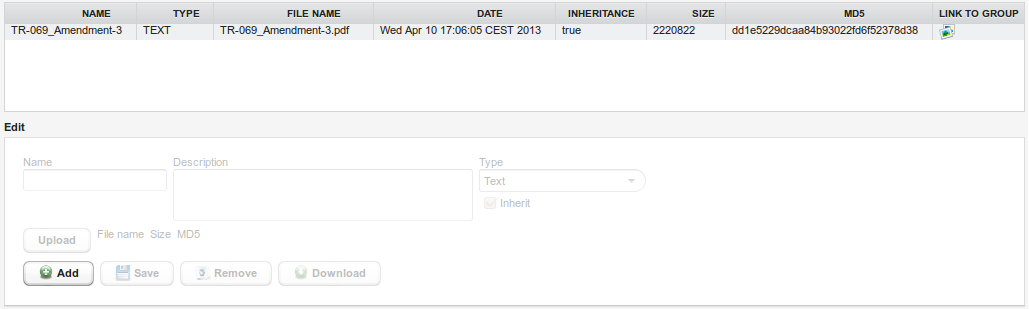 NAME TYPE FILE NAME DATE INHERITANCE SIZE MD5 LINK TO GROUP
TR-069_Amendment-3 TEXT TR-069_Amendment-3.pdf Wed Apr 10 17:06:05 CEST 2013 true 2220822 dd1e5229dcaa84b93022fd6f52378d38
Edit
Name Description Type
Text
Inherit
Upload File name Size MD5
Add Save Remove Download